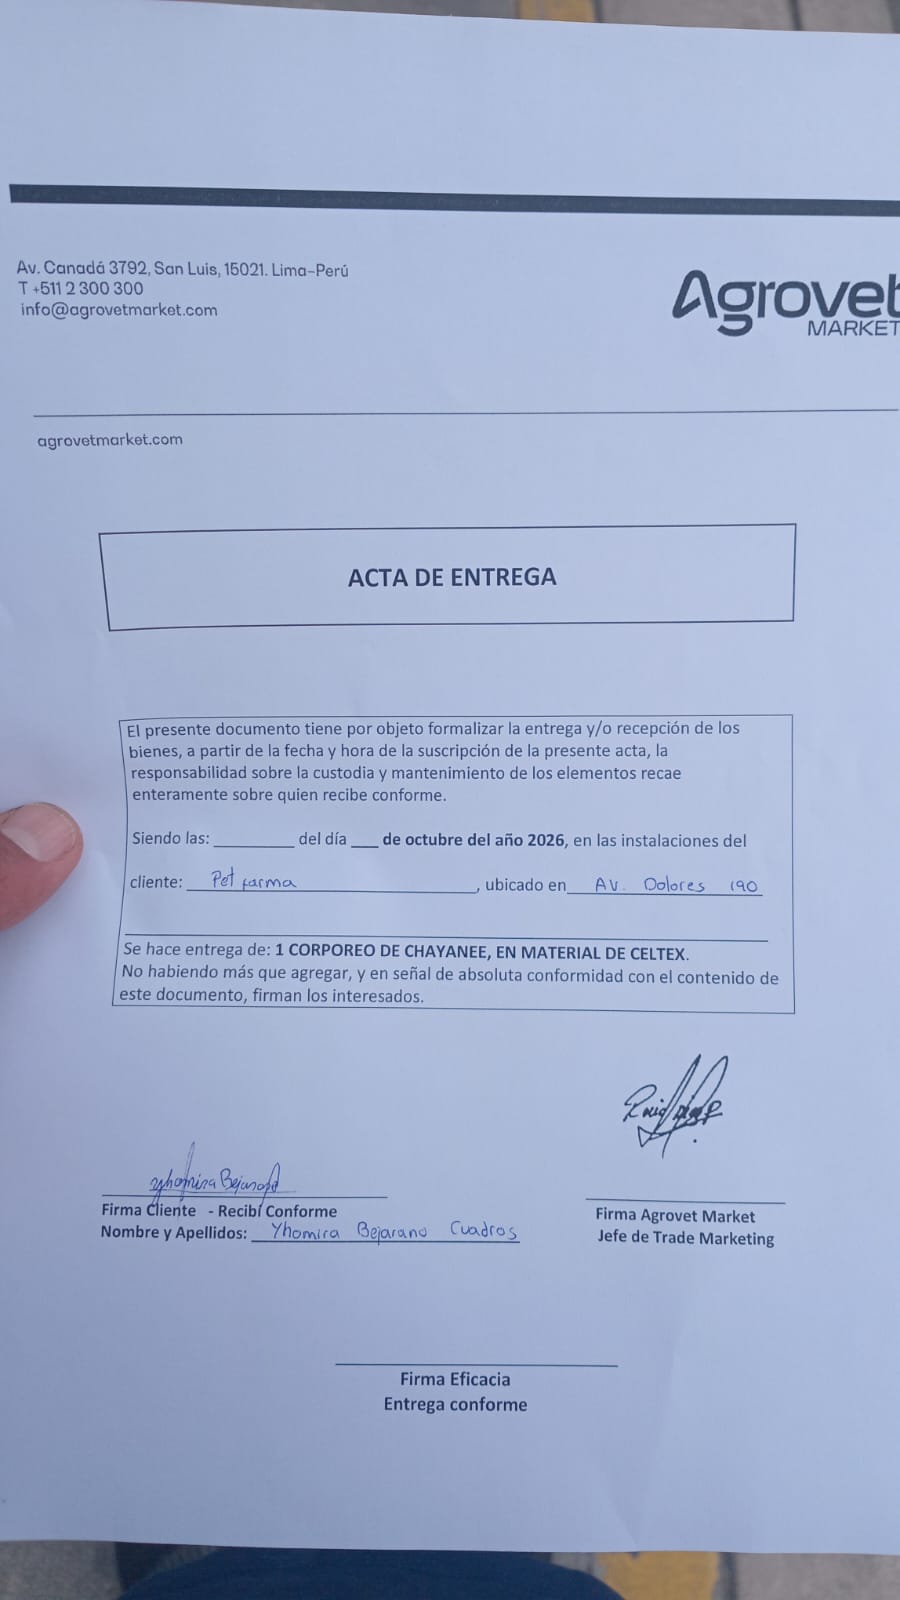 Av. Canadá 3792, San Luis, 15021. Lima-Perú
T +511 2 300 300
info@agrovetmarket.com
Agrovet
MARKET
agrovetmarket.com
ACTA DE ENTREGA
El presente documento tiene por objeto formalizar la entrega y/o recepción de los
bienes, a partir de la fecha y hora de la suscripción de la presente acta, la
responsabilidad sobre la custodia y mantenimiento de los elementos recae
enteramente sobre quien recibe conforme.
Siendo las: _________ del día ___ de octubre del año 2026, en las instalaciones del
cliente: Pet farma, ubicado en Av. Dolores 190
Se hace entrega de: 1 CORPOREO DE CHAYANEE, EN MATERIAL DE CELTEX.
No habiendo más que agregar, y en señal de absoluta conformidad con el contenido de
este documento, firman los interesados.
Yhomira Bejarano
Firma Cliente - Recibí Conforme
Nombre y Apellidos: Yhomira Bejarano Cuadros
Firma Agrovet Market
Jefe de Trade Marketing
Firma Eficacia
Entrega conforme